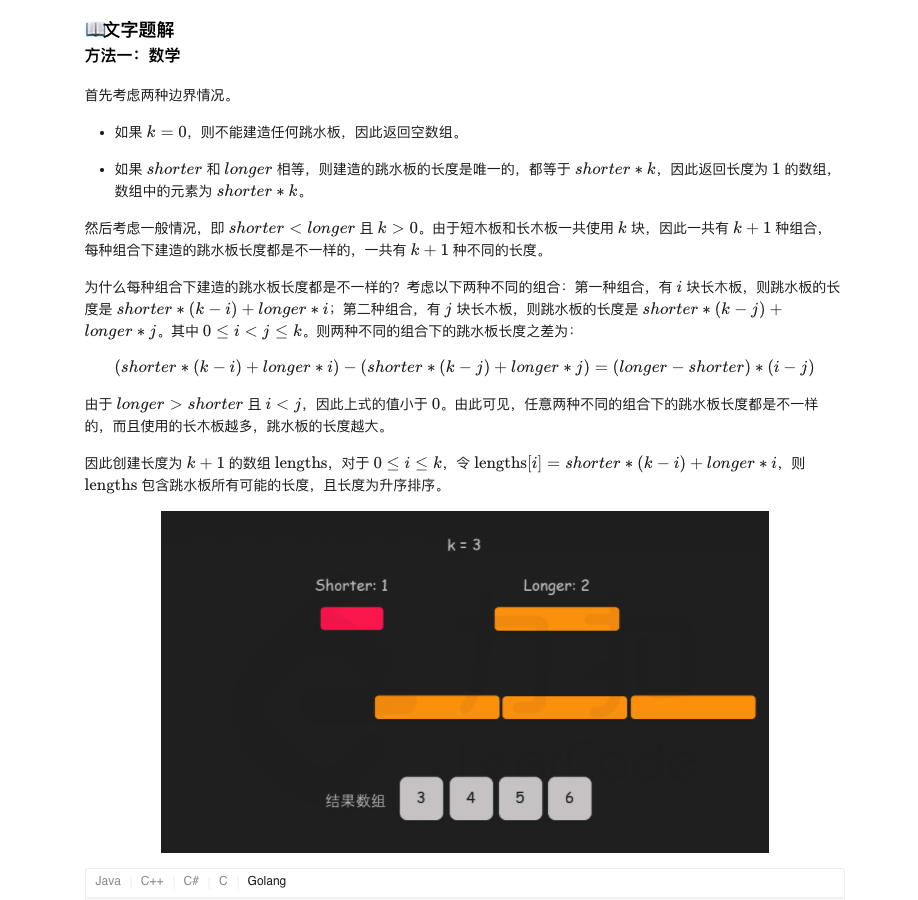 📖文字题解
方法一：数学
首先考虑两种边界情况。
• 如果 k = 0，则不能建造任何跳水板，因此返回空数组。
• 如果 shorter 和 longer 相等，则建造的跳水板的长度是唯一的，都等于 shorter * k，因此返回长度为 1 的数组，
数组中的元素为 shorter * k。
然后考虑一般情况，即 shorter < longer 且 k > 0。由于短木板和长木板一共使用 k 块，因此一共有 k + 1 种组合，
每种组合下建造的跳水板长度都是不一样的，一共有 k + 1 种不同的长度。
为什么每种组合下建造的跳水板长度都是不一样的？考虑以下两种不同的组合：第一种组合，有 i 块长木板，则跳水板的长
度是 shorter * (k − i) + longer * i；第二种组合，有 j 块长木板，则跳水板的长度是 shorter * (k − j) +
longer * j。其中 0 ≤ i < j ≤ k。则两种不同的组合下的跳水板长度之差为：
(shorter * (k − i) + longer * i) − (shorter * (k − j) + longer * j) = (longer − shorter) * (i − j)
由于 longer > shorter 且 i < j，因此上式的值小于 0。由此可见，任意两种不同的组合下的跳水板长度都是不一样
的，而且使用的长木板越多，跳水板的长度越大。
因此创建长度为 k + 1 的数组 lengths，对于 0 ≤ i ≤ k，令 lengths[i] = shorter * (k − i) + longer * i，则
lengths 包含跳水板所有可能的长度，且长度为升序排序。
k = 3
Shorter: 1 Longer: 2
力扣
LeetCode
结果数组 3 4 5 6
Java C++ C# C Golang